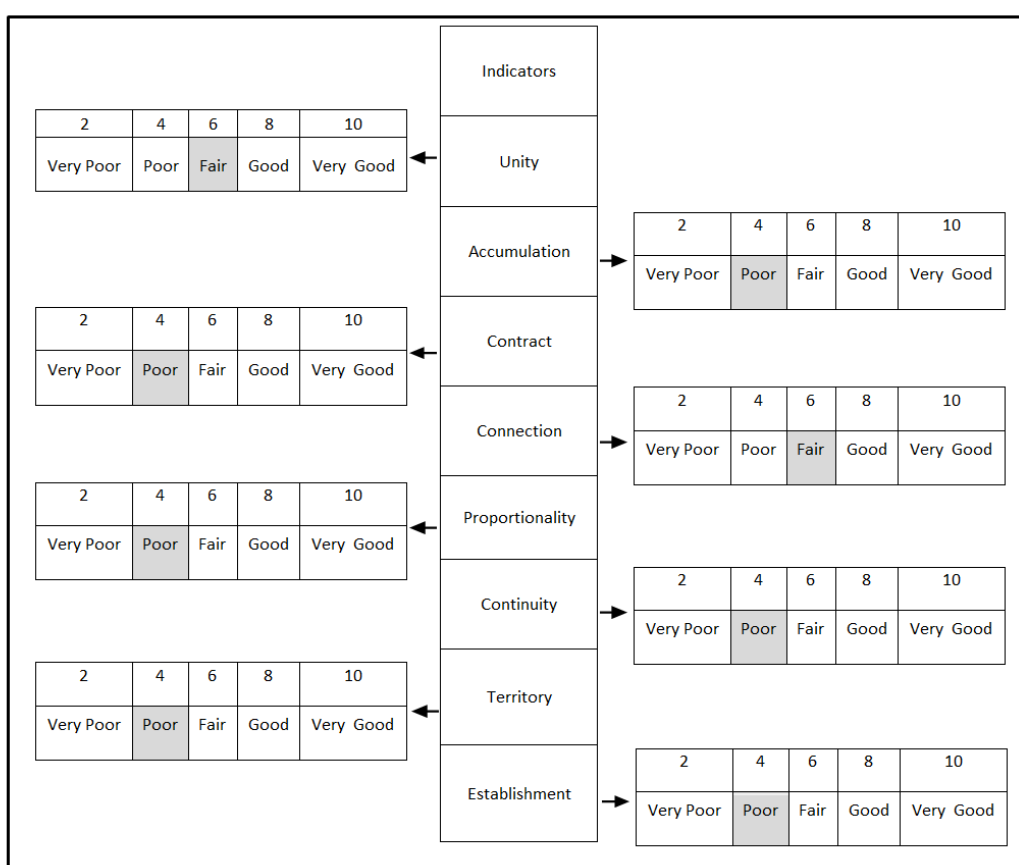 Indicators
2 4 6 8 10
Very Poor Poor Fair Good Very Good
Unity
2 4 6 8 10
Accumulation
Very Poor Poor Fair Good Very Good
2 4 6 8 10
Contract
Very Poor Poor Fair Good Very Good
2 4 6 8 10
Connection
Very Poor Poor Fair Good Very Good
2 4 6 8 10
Proportionality
Very Poor Poor Fair Good Very Good
2 4 6 8 10
Continuity
Very Poor Poor Fair Good Very Good
2 4 6 8 10
Territory
Very Poor Poor Fair Good Very Good
2 4 6 8 10
Establishment
Very Poor Poor Fair Good Very Good